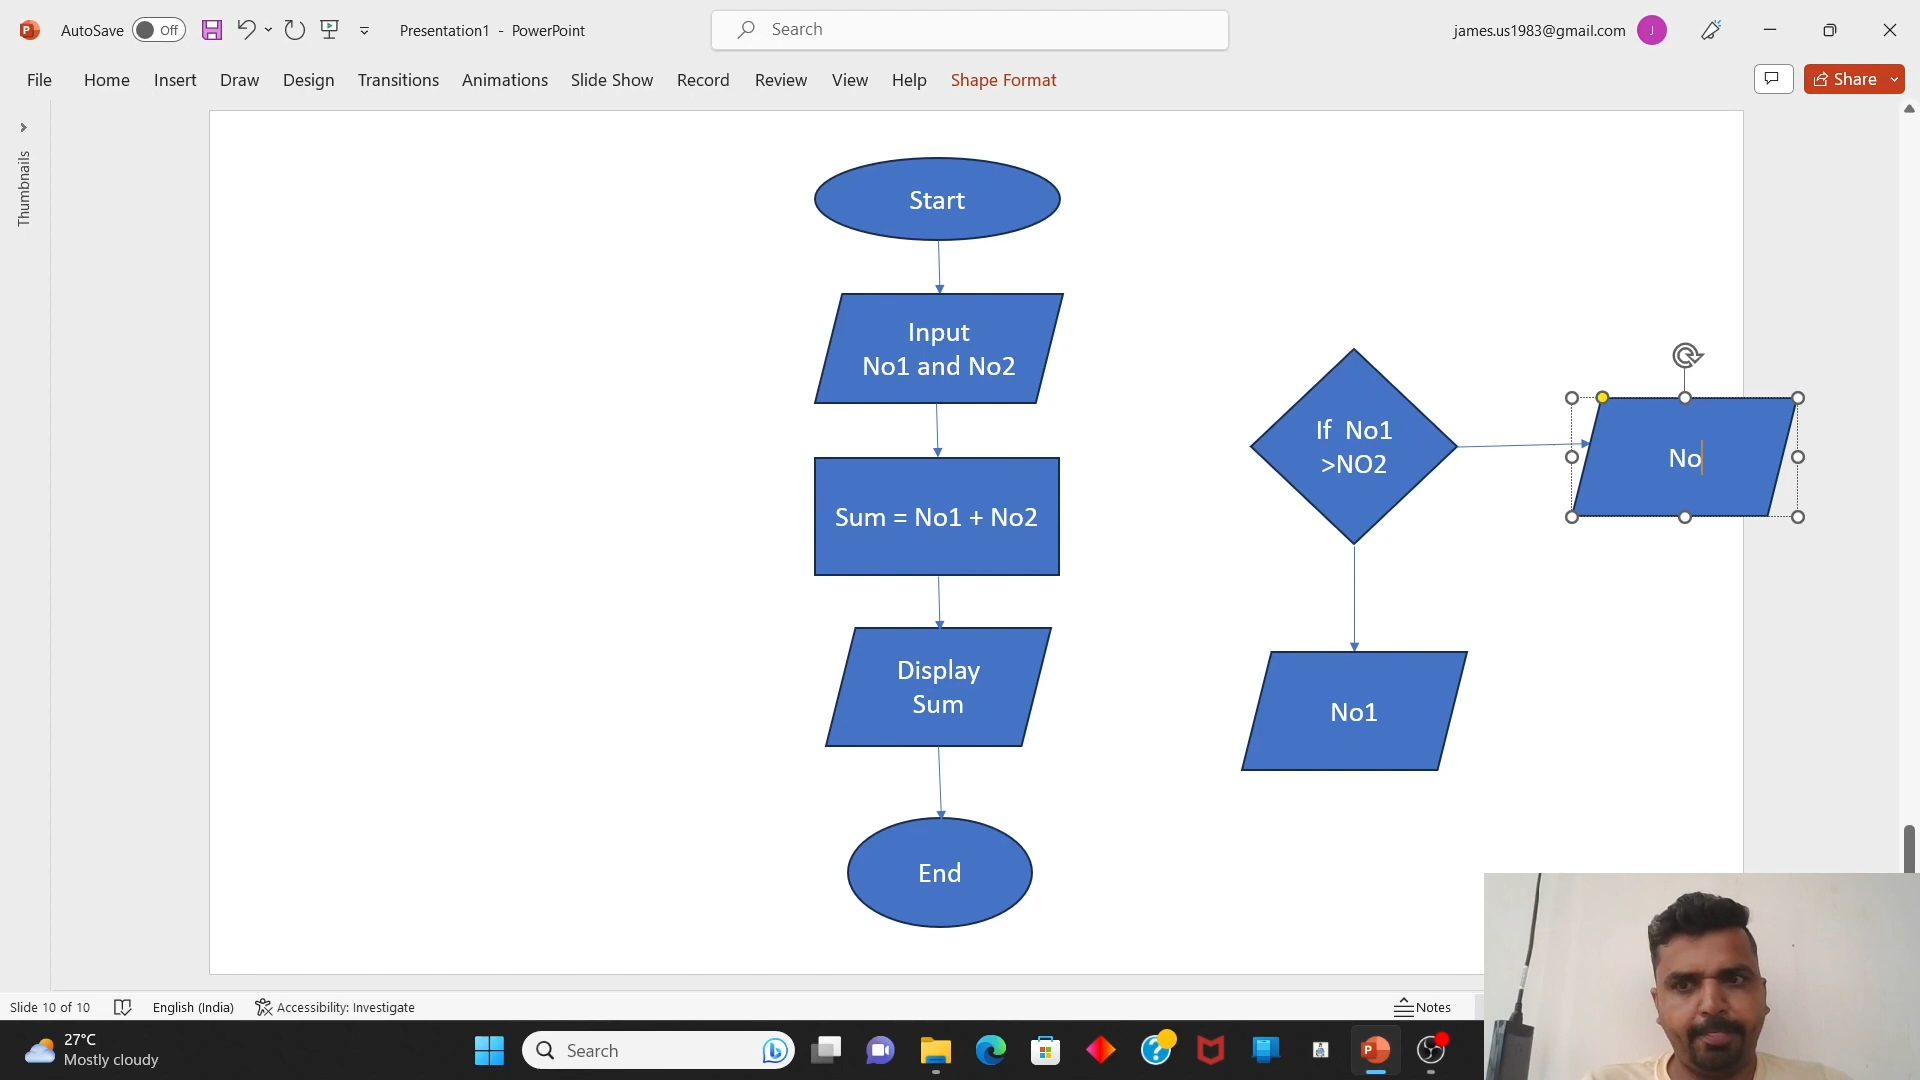 AutoSave Off Presentation1 - PowerPoint Search james.us1983@gmail.com J
File Home Insert Draw Design Transitions Animations Slide Show Record Review View Help Shape Format Share
Thumbnails
Start
Input
No1 and No2
If No1
>NO2
No
Sum = No1 + No2
Display
Sum
No1
End
Slide 10 of 10 English (India) Accessibility: Investigate Notes
27°C
Mostly cloudy
Search